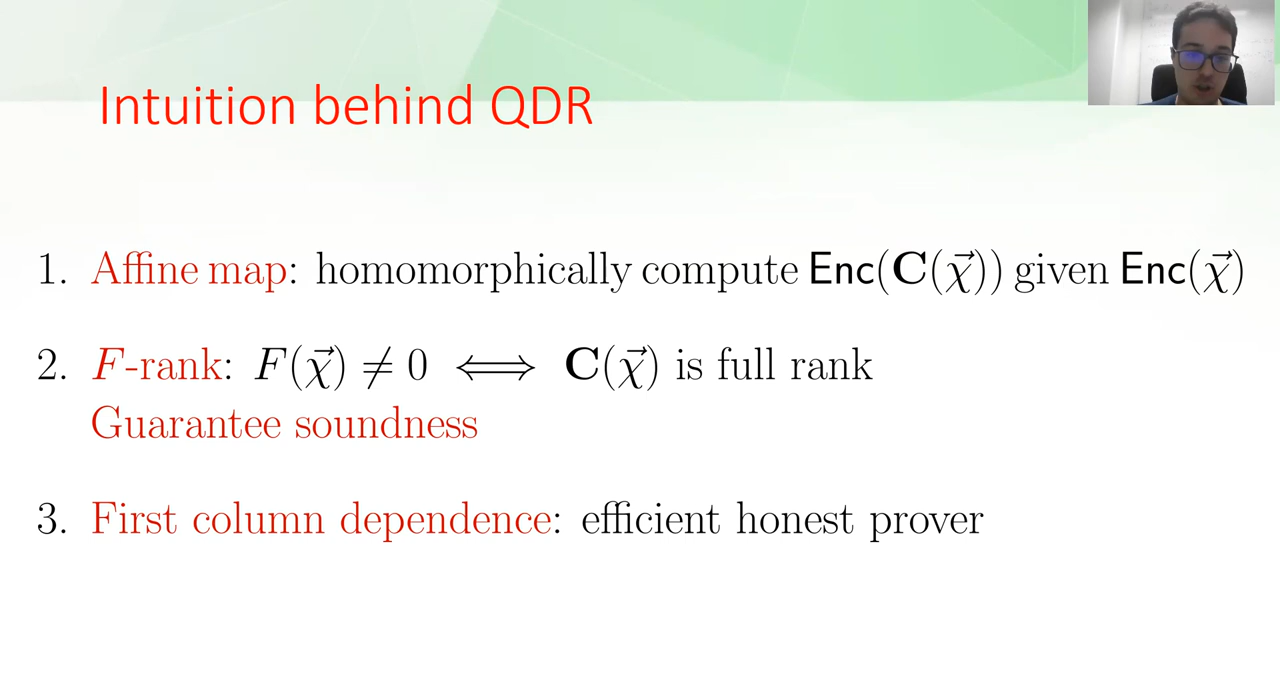 Intuition behind QDR
1. Affine map: homomorphically compute Enc(C(χ⃗)) given Enc(χ⃗)
2. F-rank: F(χ⃗) ≠ 0 ⟺ C(χ⃗) is full rank
Guarantee soundness
3. First column dependence: efficient honest prover